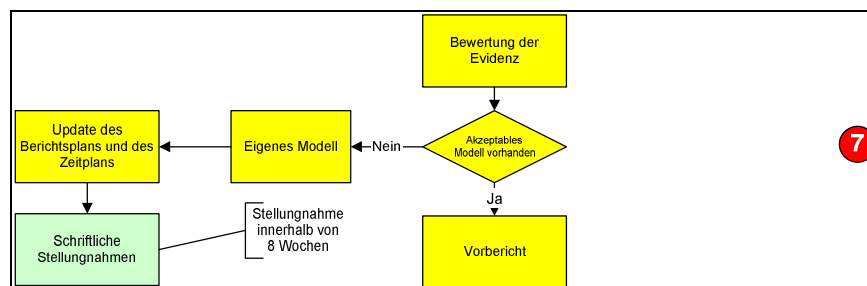 Bewertung der
Evidenz
Update des
Berichtsplans und des
Zeitplans
Eigenes Modell
Nein
Akzeptables
Modell vorhanden
7
Ja
Schriftliche
Stellungnahmen
Stellungnahme
innerhalb von
8 Wochen
Vorbericht